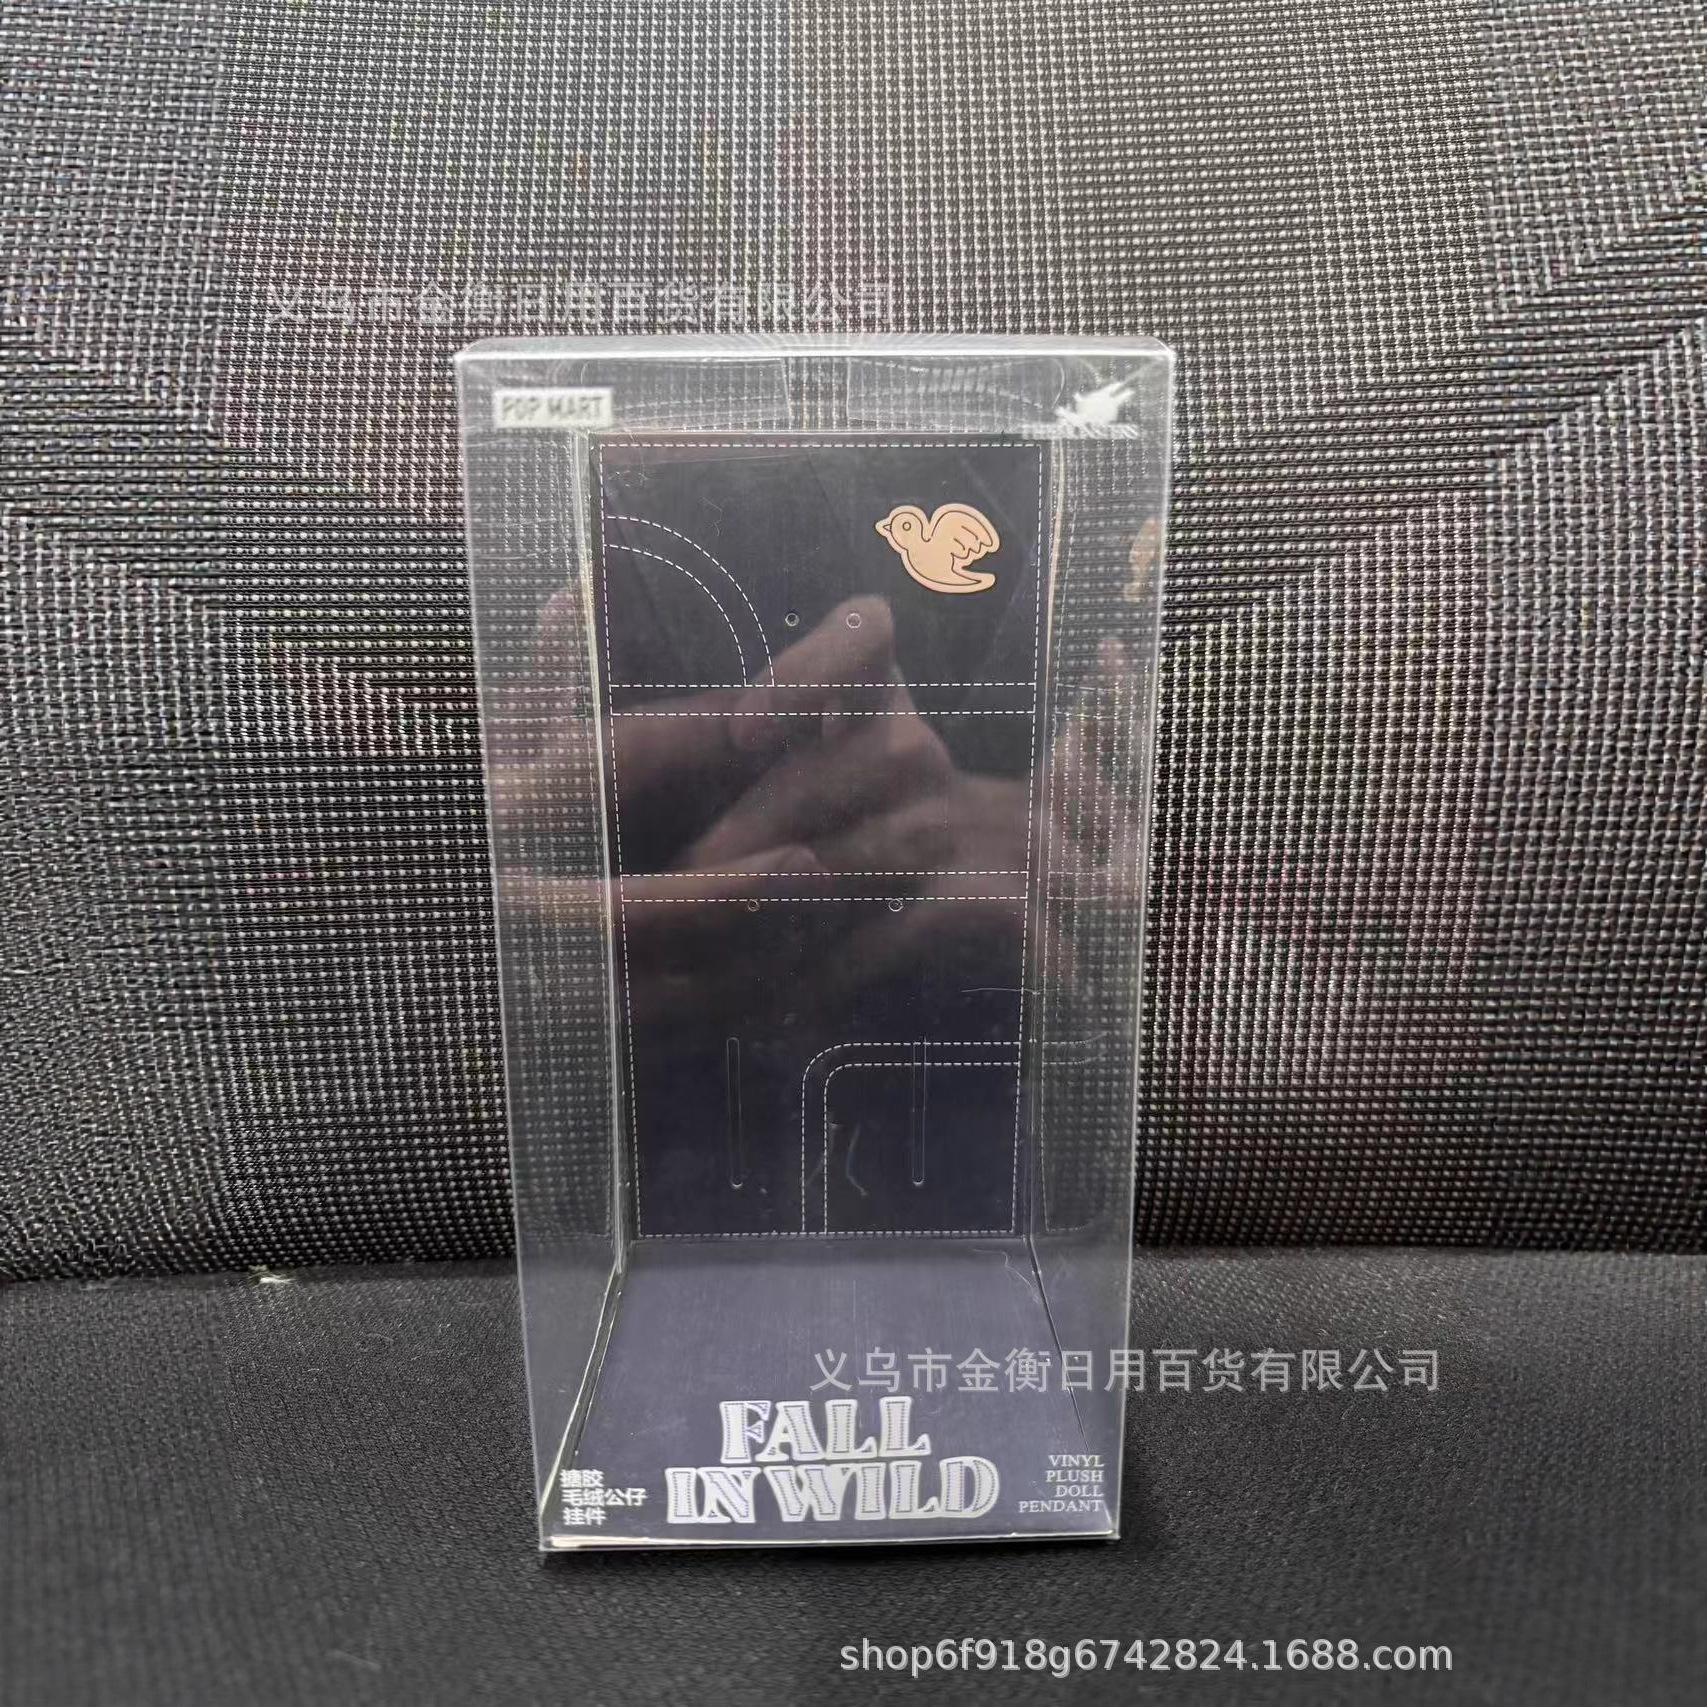 义乌市金衡日用百货有限公司
POP MART
义乌市金衡日用百货有限公司
FALL
IN WILD
搪胶
毛绒公仔
挂件
VINYL
PLUSH
DOLL
PENDANT
shop6f918g6742824.1688.com